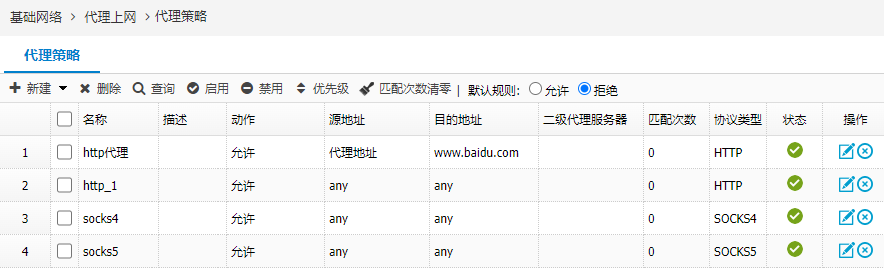 基础网络 > 代理上网 > 代理策略
代理策略
新建 删除 查询 启用 禁用 优先级 匹配次数清零 | 默认规则: 允许 拒绝
名称 描述 动作 源地址 目的地址 二级代理服务器 匹配次数 协议类型 状态 操作
1 http代理 允许 代理地址 www.baidu.com 0 HTTP
2 http_1 允许 any any 0 HTTP
3 socks4 允许 any any 0 SOCKS4
4 socks5 允许 any any 0 SOCKS5